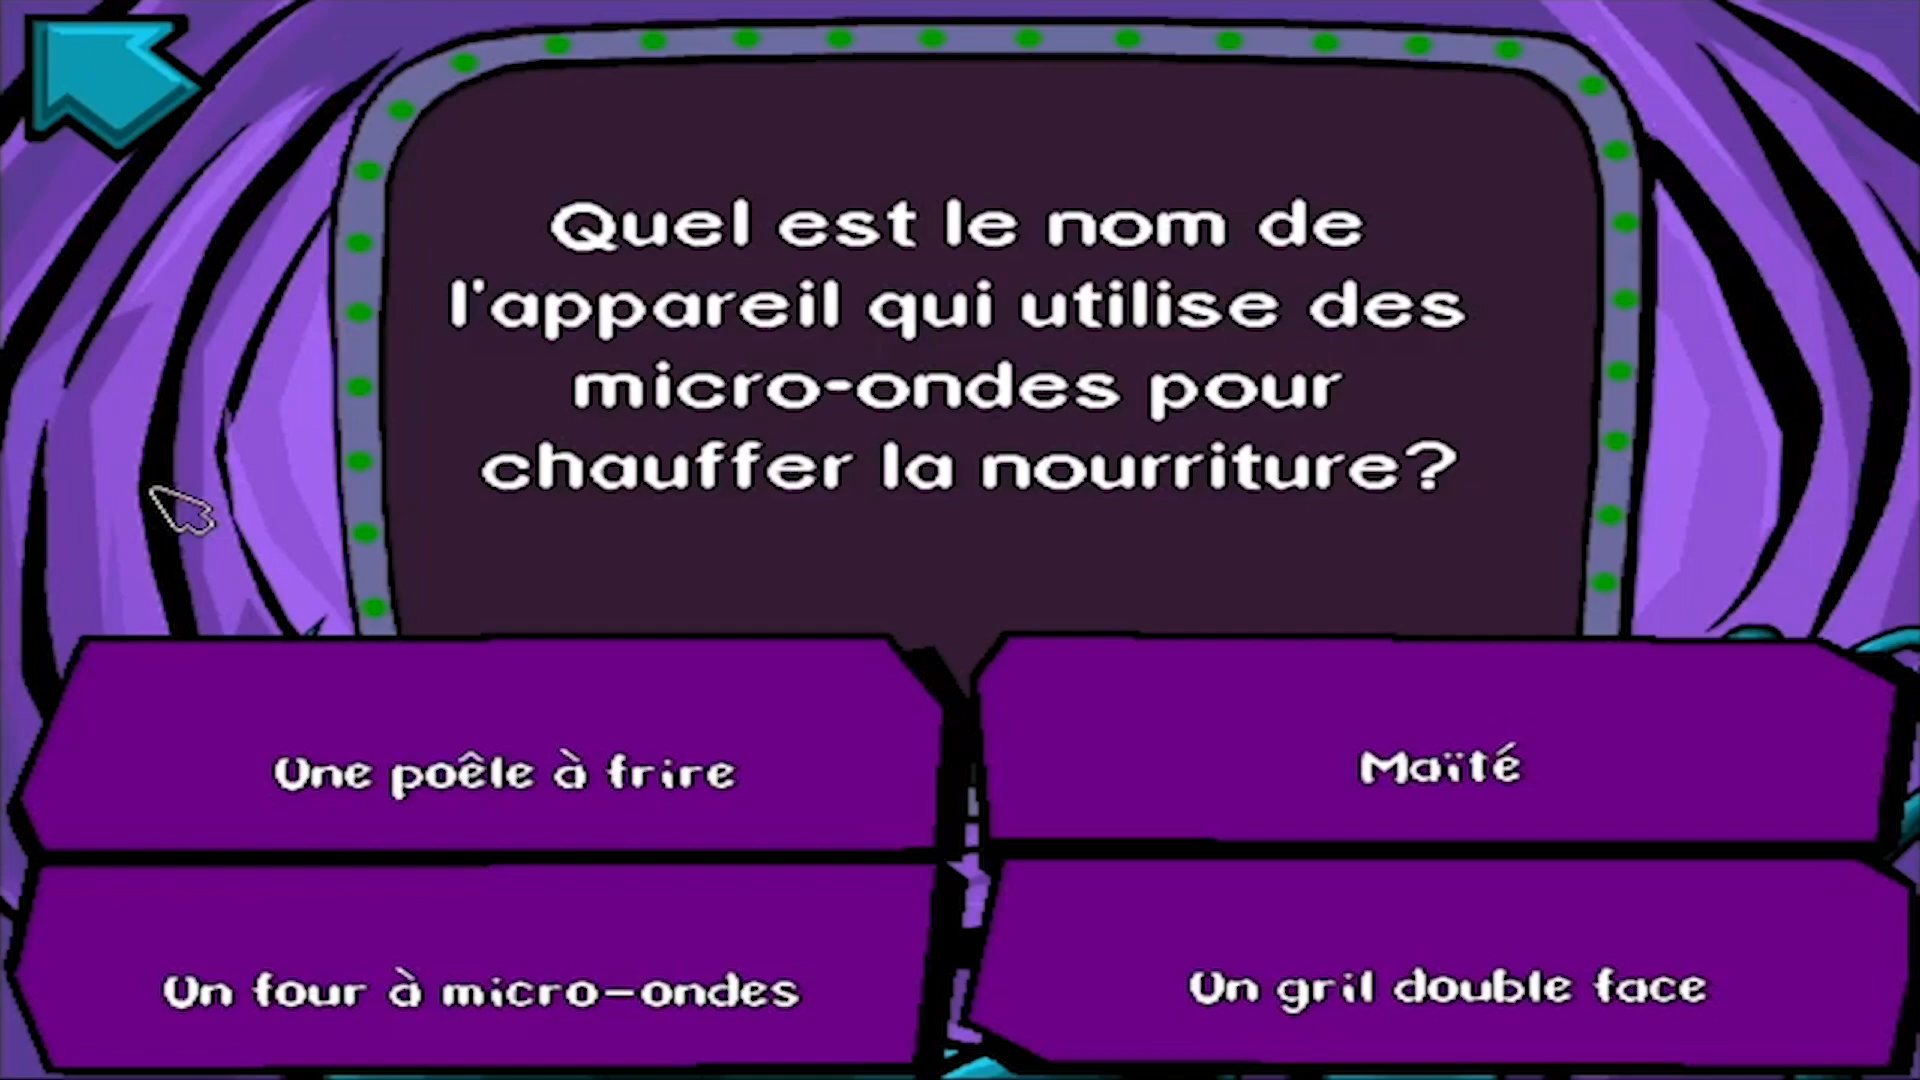 Quel est le nom de
l'appareil qui utilise des
micro-ondes pour
chauffer la nourriture?
Une poêle à frire
Maïté
Un four à micro-ondes
Un gril double face